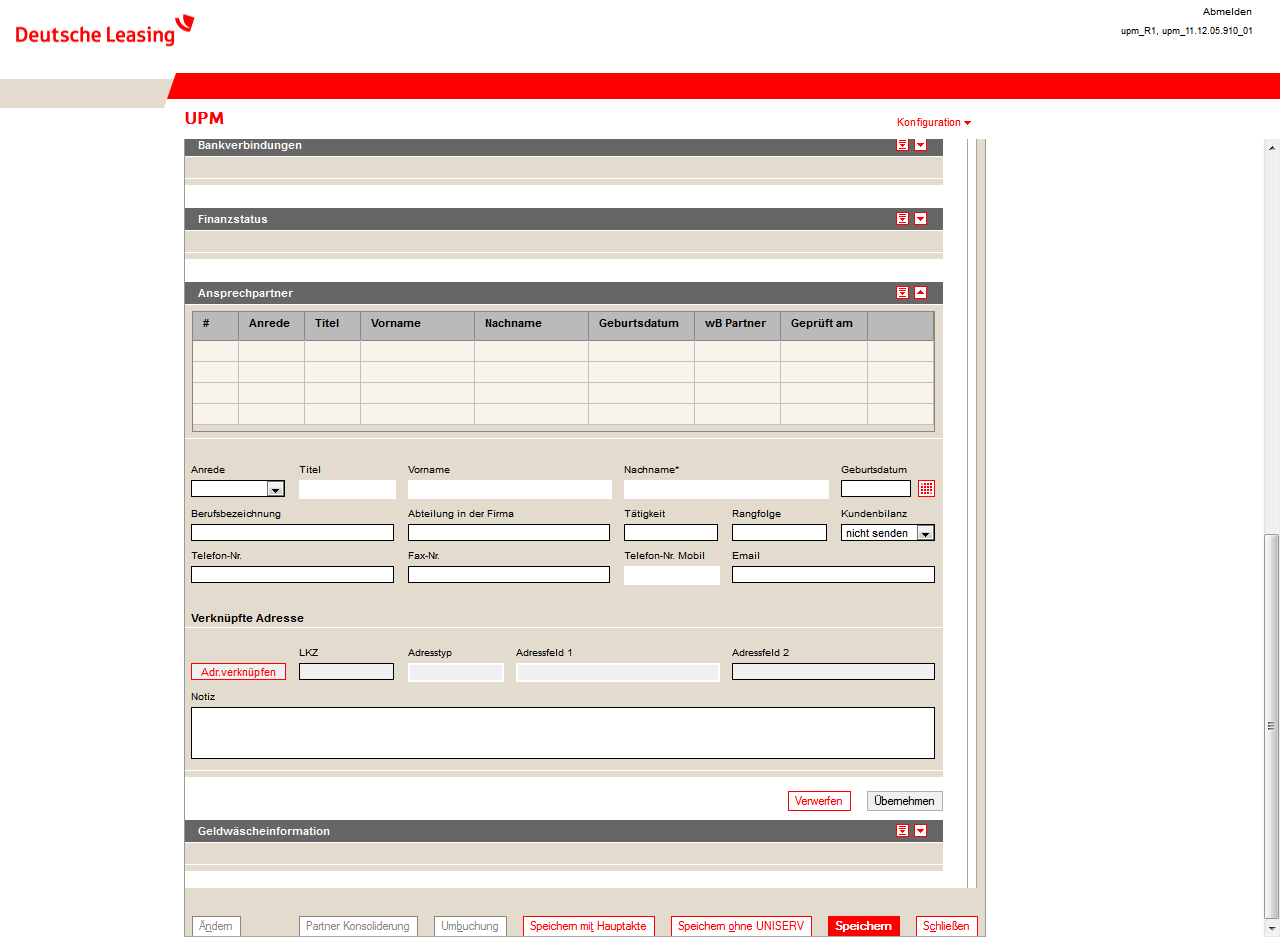 Abmelden
Deutsche Leasing
upm_R1, upm_11.12.05.910_01
UPM
Konfiguration
Bankverbindungen
Finanzstatus
Ansprechpartner
# Anrede Titel Vorname Nachname Geburtsdatum wB Partner Geprüft am
Anrede Titel Vorname Nachname* Geburtsdatum
Berufsbezeichnung Abteilung in der Firma Tätigkeit Rangfolge Kundenbilanz
nicht senden
Telefon-Nr. Fax-Nr. Telefon-Nr. Mobil Email
Verknüpfte Adresse
LKZ Adresstyp Adressfeld 1 Adressfeld 2
Adr.verknüpfen
Notiz
Verwerfen Übernehmen
Geldwäscheinformation
Ändern Partner Konsolidierung Umbuchung Speichern mit Hauptakte Speichern ohne UNISERV Speichern Schließen